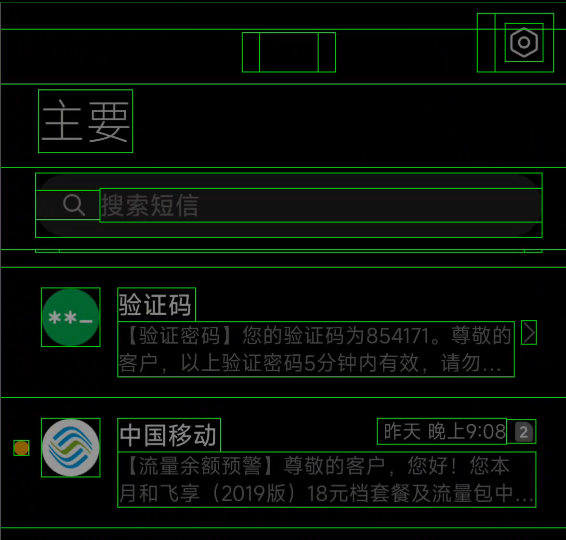 主要
搜索短信
**_
验证码
【验证密码】您的验证码为854171。尊敬的
客户，以上验证密码5分钟内有效，请勿...
中国移动
昨天 晚上9:08
2
【流量余额预警】尊敬的客户，您好！您本
月和飞享（2019版）18元档套餐及流量包中...